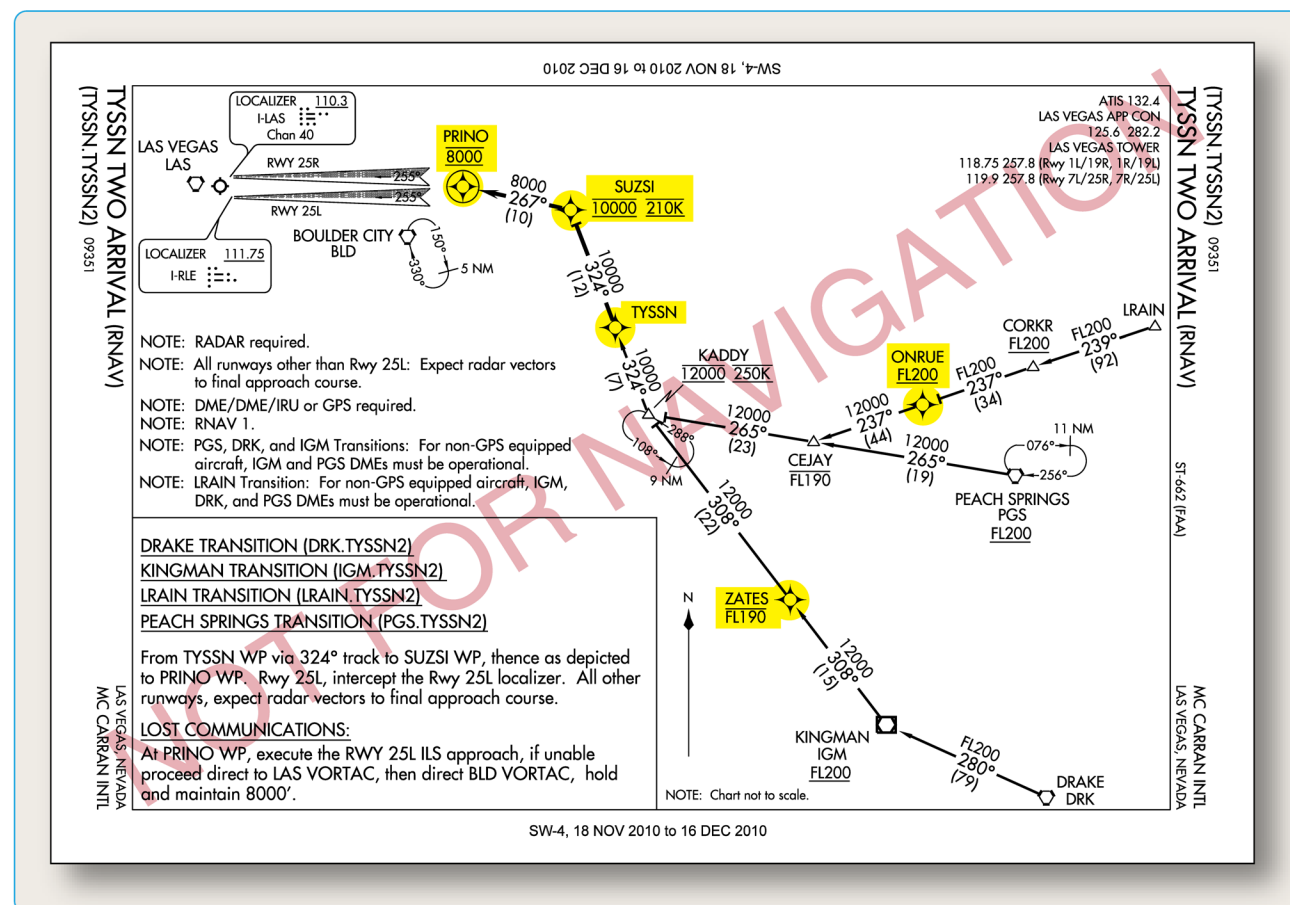 SW-4, 18 NOV 2010 to 16 DEC 2010
(TYSSN.TYSSN2) 09351
TYSSN TWO ARRIVAL (RNAV)
LOCALIZER 110.3
I-LAS
Chan 40
LAS VEGAS
LAS
RWY 25R
255°
255°
RWY 25L
LOCALIZER 111.75
I-RLE
BOULDER CITY
BLD
150°
330°
5 NM
PRINO
8000
8000
267°
(10)
SUZSI
10000 210K
10000
324°
(12)
TYSSN
10000
324°
(7)
KADDY
12000 250K
288°
108°
9 NM
12000
265°
(23)
CEJAY
FL190
12000
237°
(44)
ONRUE
FL200
FL200
237°
(34)
CORKR
FL200
FL200
239°
(92)
LRAIN
12000
265°
(19)
076°
11 NM
256°
PEACH SPRINGS
PGS
FL200
12000
308°
(22)
ZATES
FL190
12000
308°
(15)
KINGMAN
IGM
FL200
FL200
280°
(79)
DRAKE
DRK
N
NOTE: Chart not to scale.
ATIS 132.4
LAS VEGAS APP CON
125.6 282.2
LAS VEGAS TOWER
118.75 257.8 (Rwy 1L/19R, 1R/19L)
119.9 257.8 (Rwy 7L/25R, 7R/25L)
NOTE: RADAR required.
NOTE: All runways other than Rwy 25L: Expect radar vectors
to final approach course.
NOTE: DME/DME/IRU or GPS required.
NOTE: RNAV 1.
NOTE: PGS, DRK, and IGM Transitions: For non-GPS equipped
aircraft, IGM and PGS DMEs must be operational.
NOTE: LRAIN Transition: For non-GPS equipped aircraft, IGM,
DRK, and PGS DMEs must be operational.
DRAKE TRANSITION (DRK.TYSSN2)
KINGMAN TRANSITION (IGM.TYSSN2)
LRAIN TRANSITION (LRAIN.TYSSN2)
PEACH SPRINGS TRANSITION (PGS.TYSSN2)
From TYSSN WP via 324° track to SUZSI WP, thence as depicted
to PRINO WP. Rwy 25L, intercept the Rwy 25L localizer. All other
runways, expect radar vectors to final approach course.
LOST COMMUNICATIONS:
At PRINO WP, execute the RWY 25L ILS approach, if unable
proceed direct to LAS VORTAC, then direct BLD VORTAC, hold
and maintain 8000’.
LAS VEGAS, NEVADA
MC CARRAN INTL
(TYSSN.TYSSN2) 09351
TYSSN TWO ARRIVAL (RNAV)
ST-662 (FAA)
MC CARRAN INTL
LAS VEGAS, NEVADA
SW-4, 18 NOV 2010 to 16 DEC 2010
NOT FOR NAVIGATION